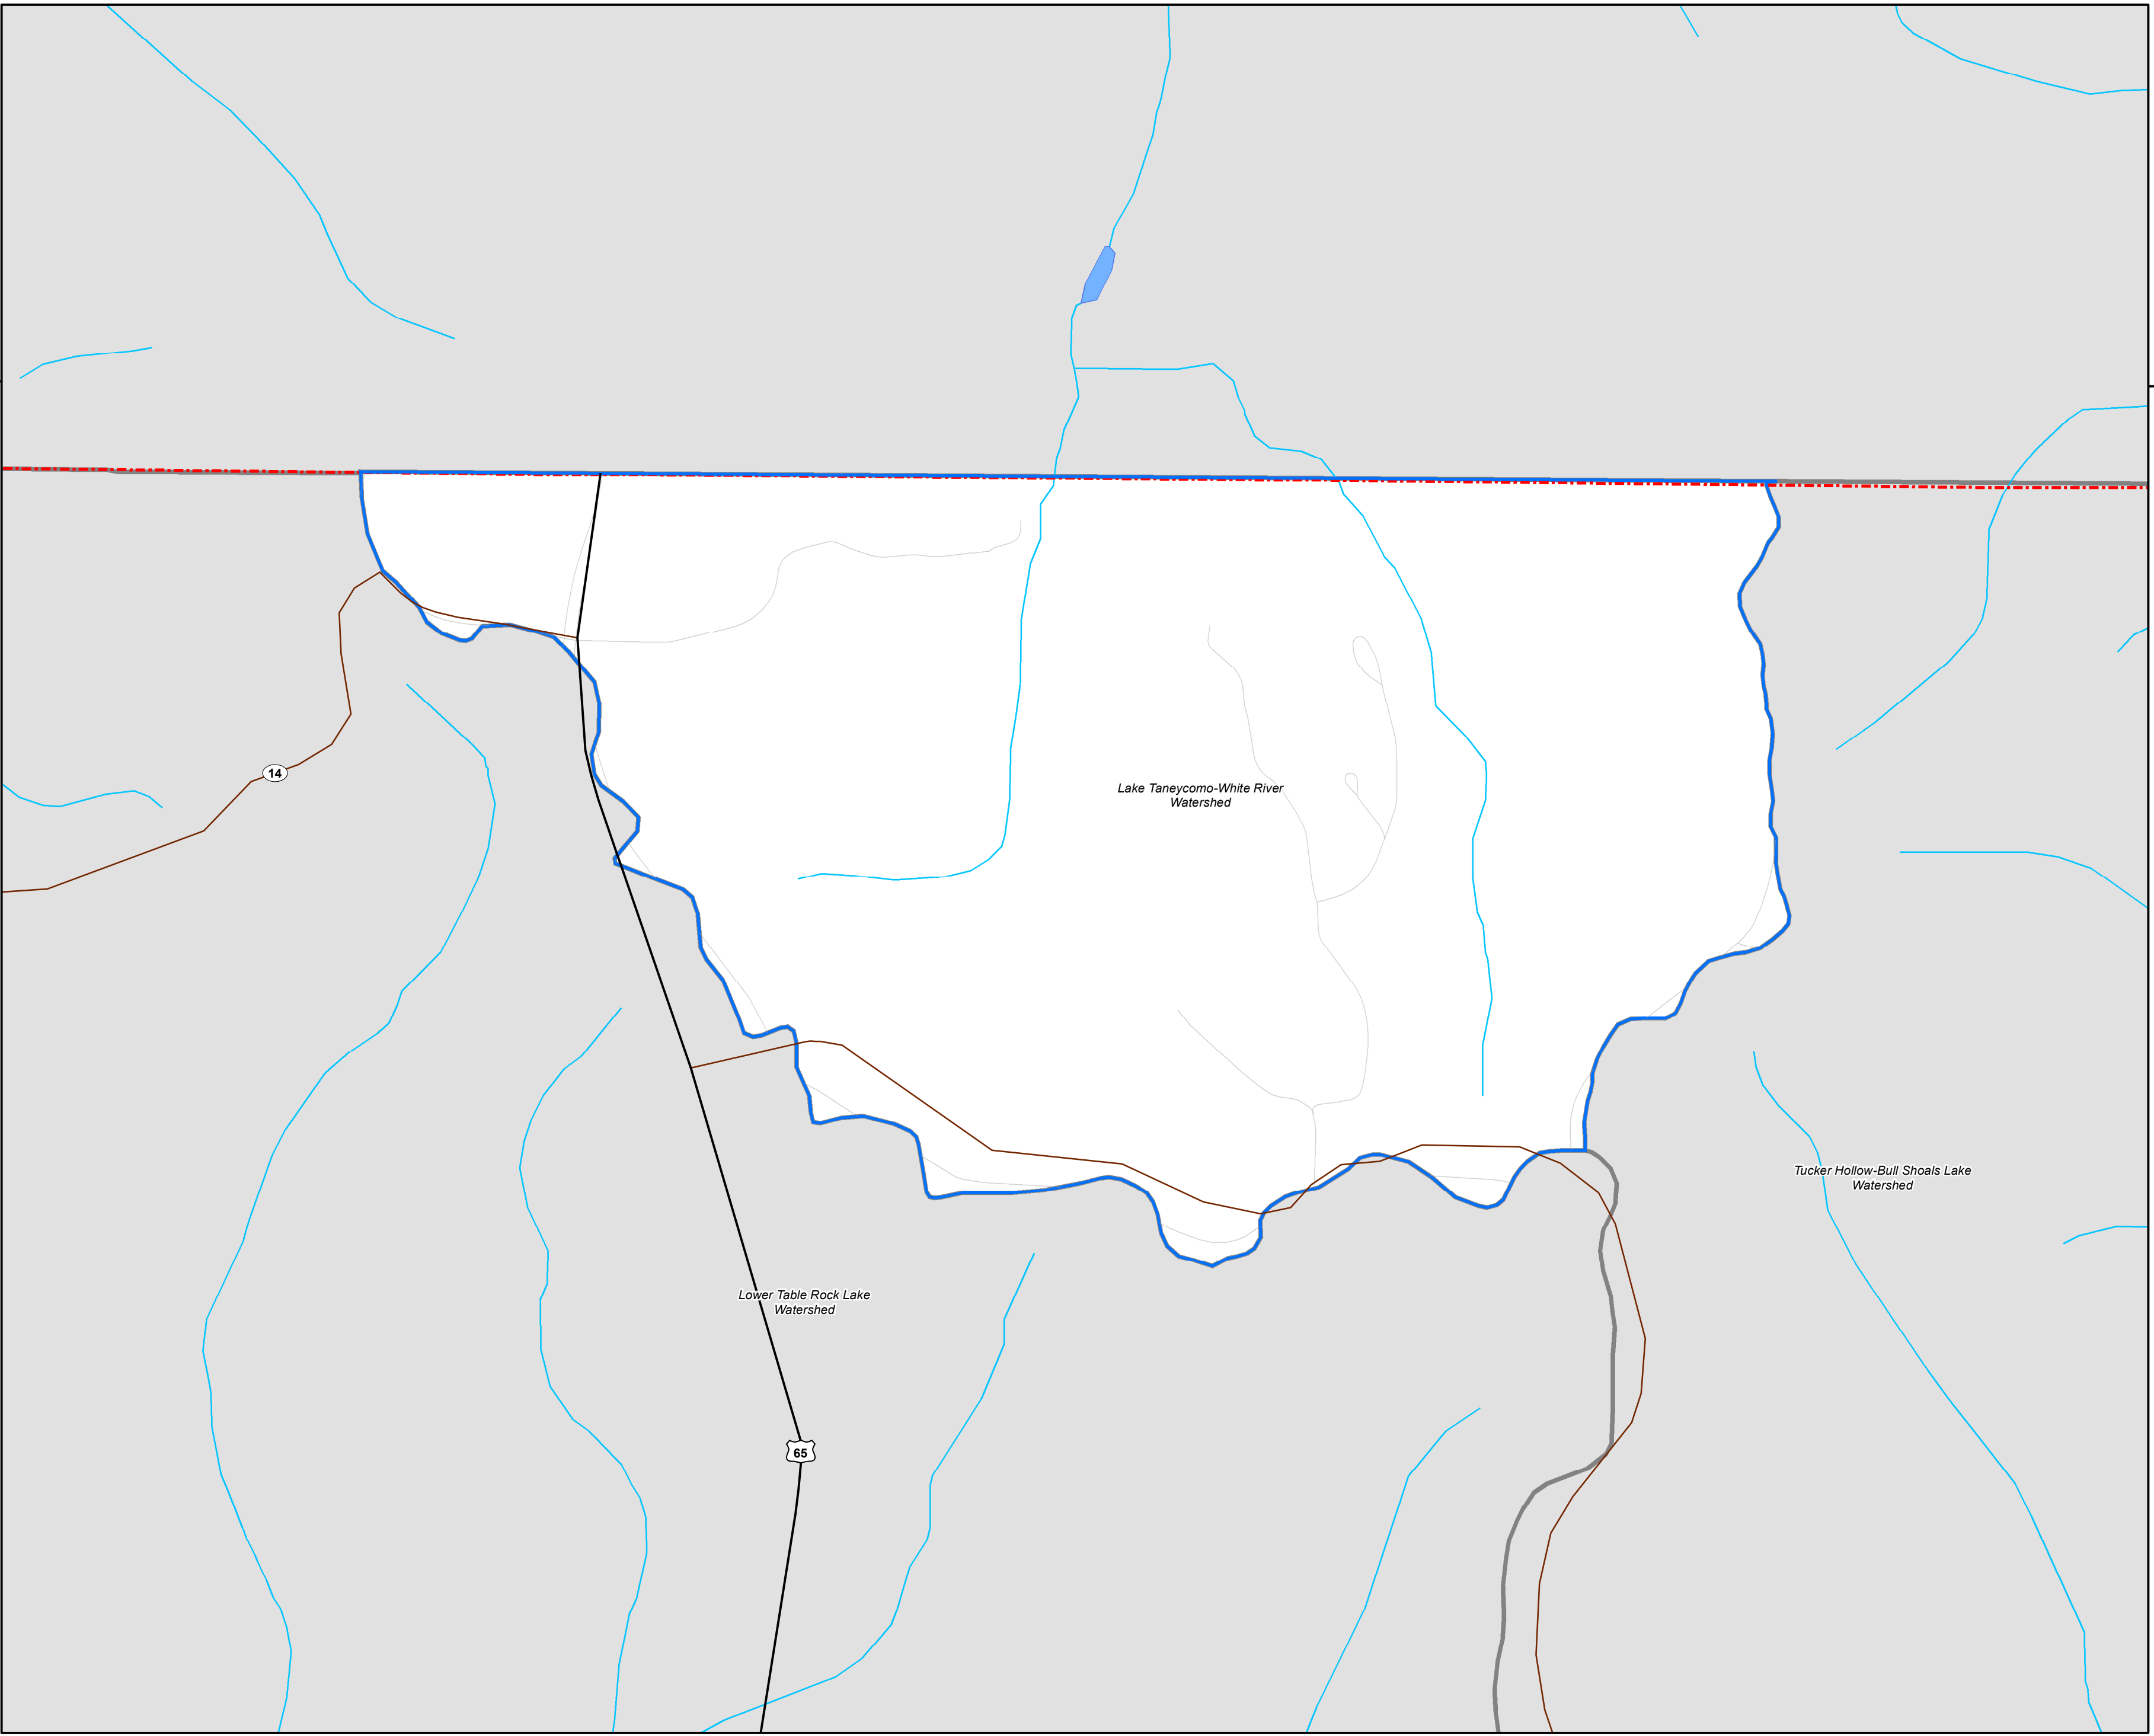 14
Lake Taneycomo-White River
Watershed
Tucker Hollow-Bull Shoals Lake
Watershed
Lower Table Rock Lake
Watershed
65